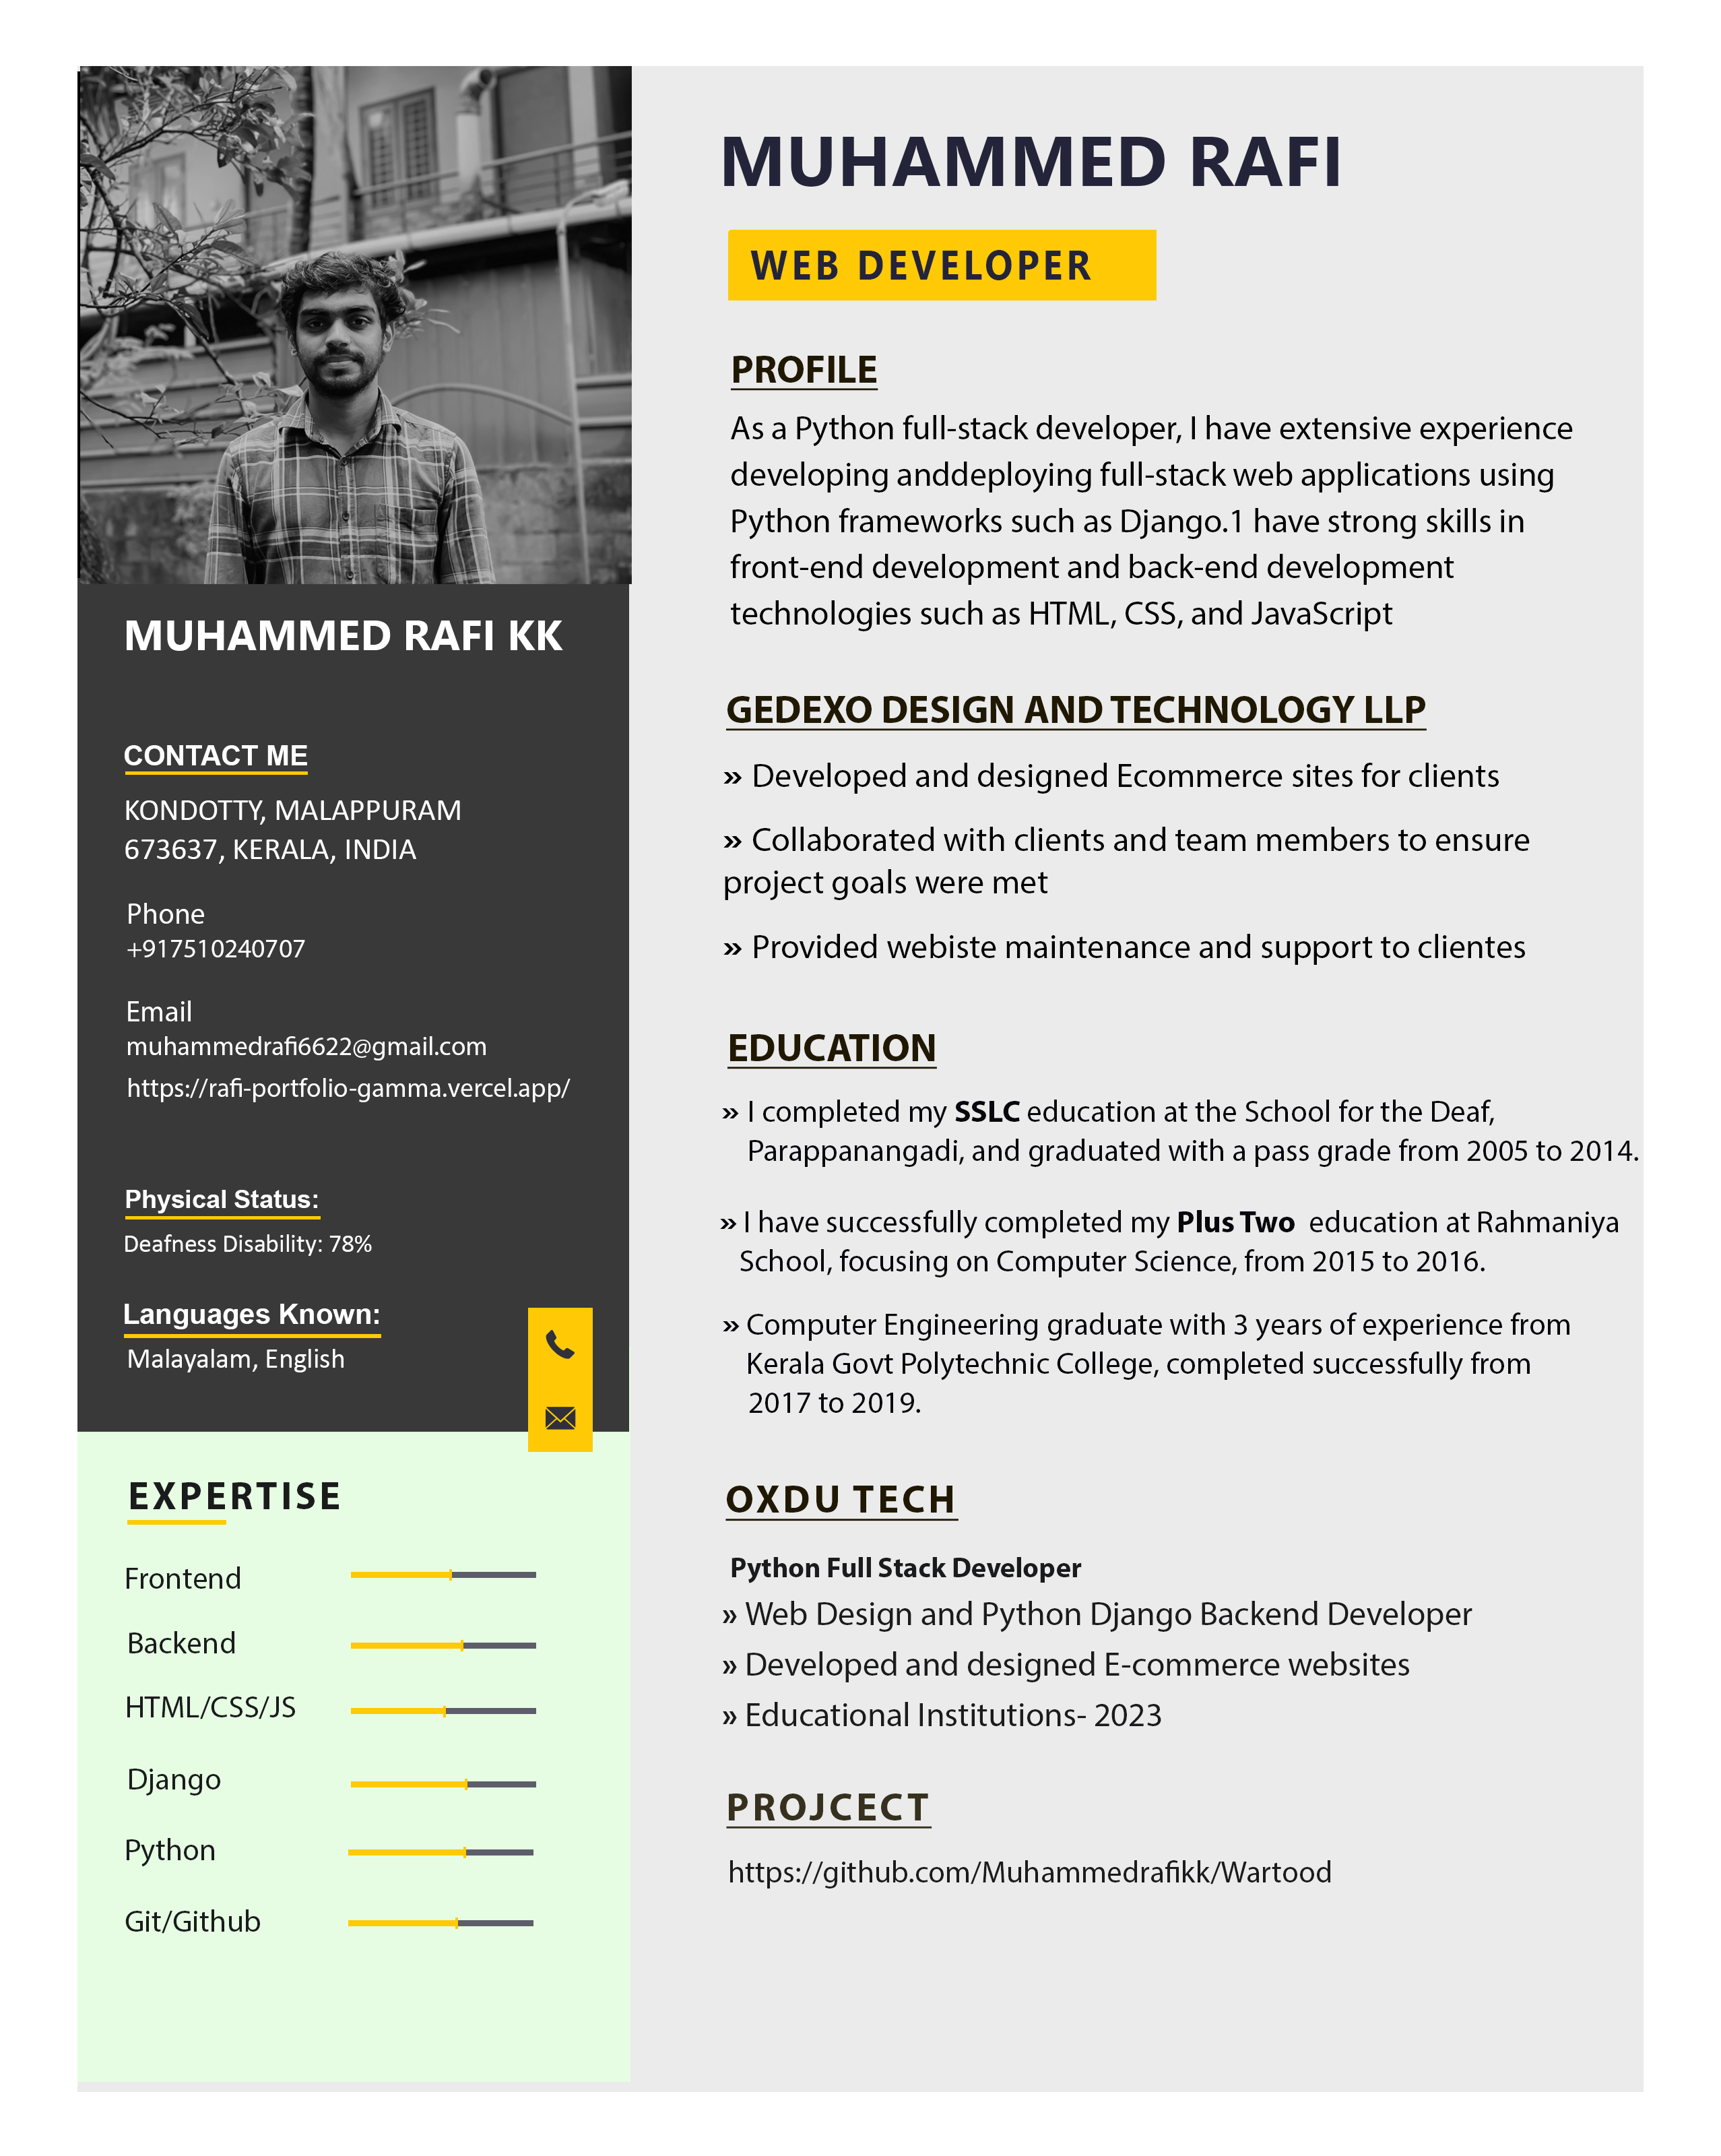 MUHAMMED RAFI KK
CONTACT ME
KONDOTTY, MALAPPURAM
673637, KERALA, INDIA
Phone
+917510240707
Email
muhammedrafi6622@gmail.com
https://rafi-portfolio-gamma.vercel.app/
Physical Status:
Deafness Disability: 78%
Languages Known:
Malayalam, English
EXPERTISE
Frontend
Backend
HTML/CSS/JS
Django
Python
Git/Github
MUHAMMED RAFI
WEB DEVELOPER
PROFILE
As a Python full-stack developer, I have extensive experience
developing anddeploying full-stack web applications using
Python frameworks such as Django.1 have strong skills in
front-end development and back-end development
technologies such as HTML, CSS, and JavaScript
GEDEXO DESIGN AND TECHNOLOGY LLP
» Developed and designed Ecommerce sites for clients
» Collaborated with clients and team members to ensure
project goals were met
» Provided webiste maintenance and support to clientes
EDUCATION
» I completed my SSLC education at the School for the Deaf,
Parappanangadi, and graduated with a pass grade from 2005 to 2014.
» I have successfully completed my Plus Two education at Rahmaniya
School, focusing on Computer Science, from 2015 to 2016.
» Computer Engineering graduate with 3 years of experience from
Kerala Govt Polytechnic College, completed successfully from
2017 to 2019.
OXDU TECH
Python Full Stack Developer
» Web Design and Python Django Backend Developer
» Developed and designed E-commerce websites
» Educational Institutions- 2023
PROJCECT
https://github.com/Muhammedrafikk/Wartood